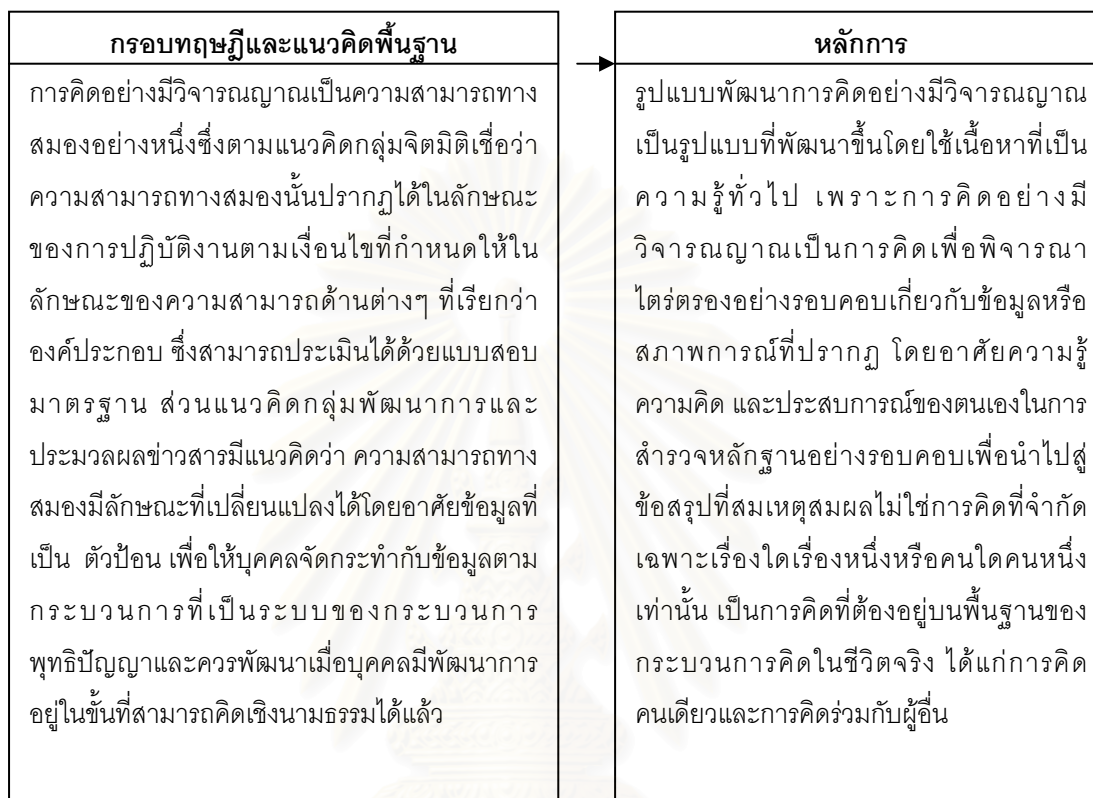 กรอบทฤษฎีและแนวคิดพื้นฐาน
การคิดอย่างมีวิจารณญาณเป็นความสามารถทาง
สมองอย่างหนึ่งซึ่งตามแนวคิดกลุ่มจิตมิติเชื่อว่า
ความสามารถทางสมองนั้นปรากฏได้ในลักษณะ
ของการปฏิบัติงานตามเงื่อนไขที่กำหนดให้ใน
ลักษณะของความสามารถด้านต่างๆ ที่เรียกว่า
องค์ประกอบ ซึ่งสามารถประเมินได้ด้วยแบบสอบ
มาตรฐาน ส่วนแนวคิดกลุ่มพัฒนาการและ
ประมวลผลข่าวสารมีแนวคิดว่า ความสามารถทาง
สมองมีลักษณะที่เปลี่ยนแปลงได้โดยอาศัยข้อมูลที่
เป็น ตัวป้อน เพื่อให้บุคคลจัดกระทำกับข้อมูลตาม
กระบวนการที่เป็นระบบของกระบวนการ
พุทธิปัญญาและควรพัฒนาเมื่อบุคคลมีพัฒนาการ
อยู่ในขั้นที่สามารถคิดเชิงนามธรรมได้แล้ว
หลักการ
รูปแบบพัฒนาการคิดอย่างมีวิจารณญาณ
เป็นรูปแบบที่พัฒนาขึ้นโดยใช้เนื้อหาที่เป็น
ความรู้ทั่วไป เพราะการคิดอย่างมี
วิจารณญาณเป็นการคิดเพื่อพิจารณา
ไตร่ตรองอย่างรอบคอบเกี่ยวกับข้อมูลหรือ
สภาพการณ์ที่ปรากฏ โดยอาศัยความรู้
ความคิด และประสบการณ์ของตนเองในการ
สำรวจหลักฐานอย่างรอบคอบเพื่อนำไปสู่
ข้อสรุปที่สมเหตุสมผลไม่ใช่การคิดที่จำกัด
เฉพาะเรื่องใดเรื่องหนึ่งหรือคนใดคนหนึ่ง
เท่านั้น เป็นการคิดที่ต้องอยู่บนพื้นฐานของ
กระบวนการคิดในชีวิตจริง ได้แก่การคิด
คนเดียวและการคิดร่วมกับผู้อื่น